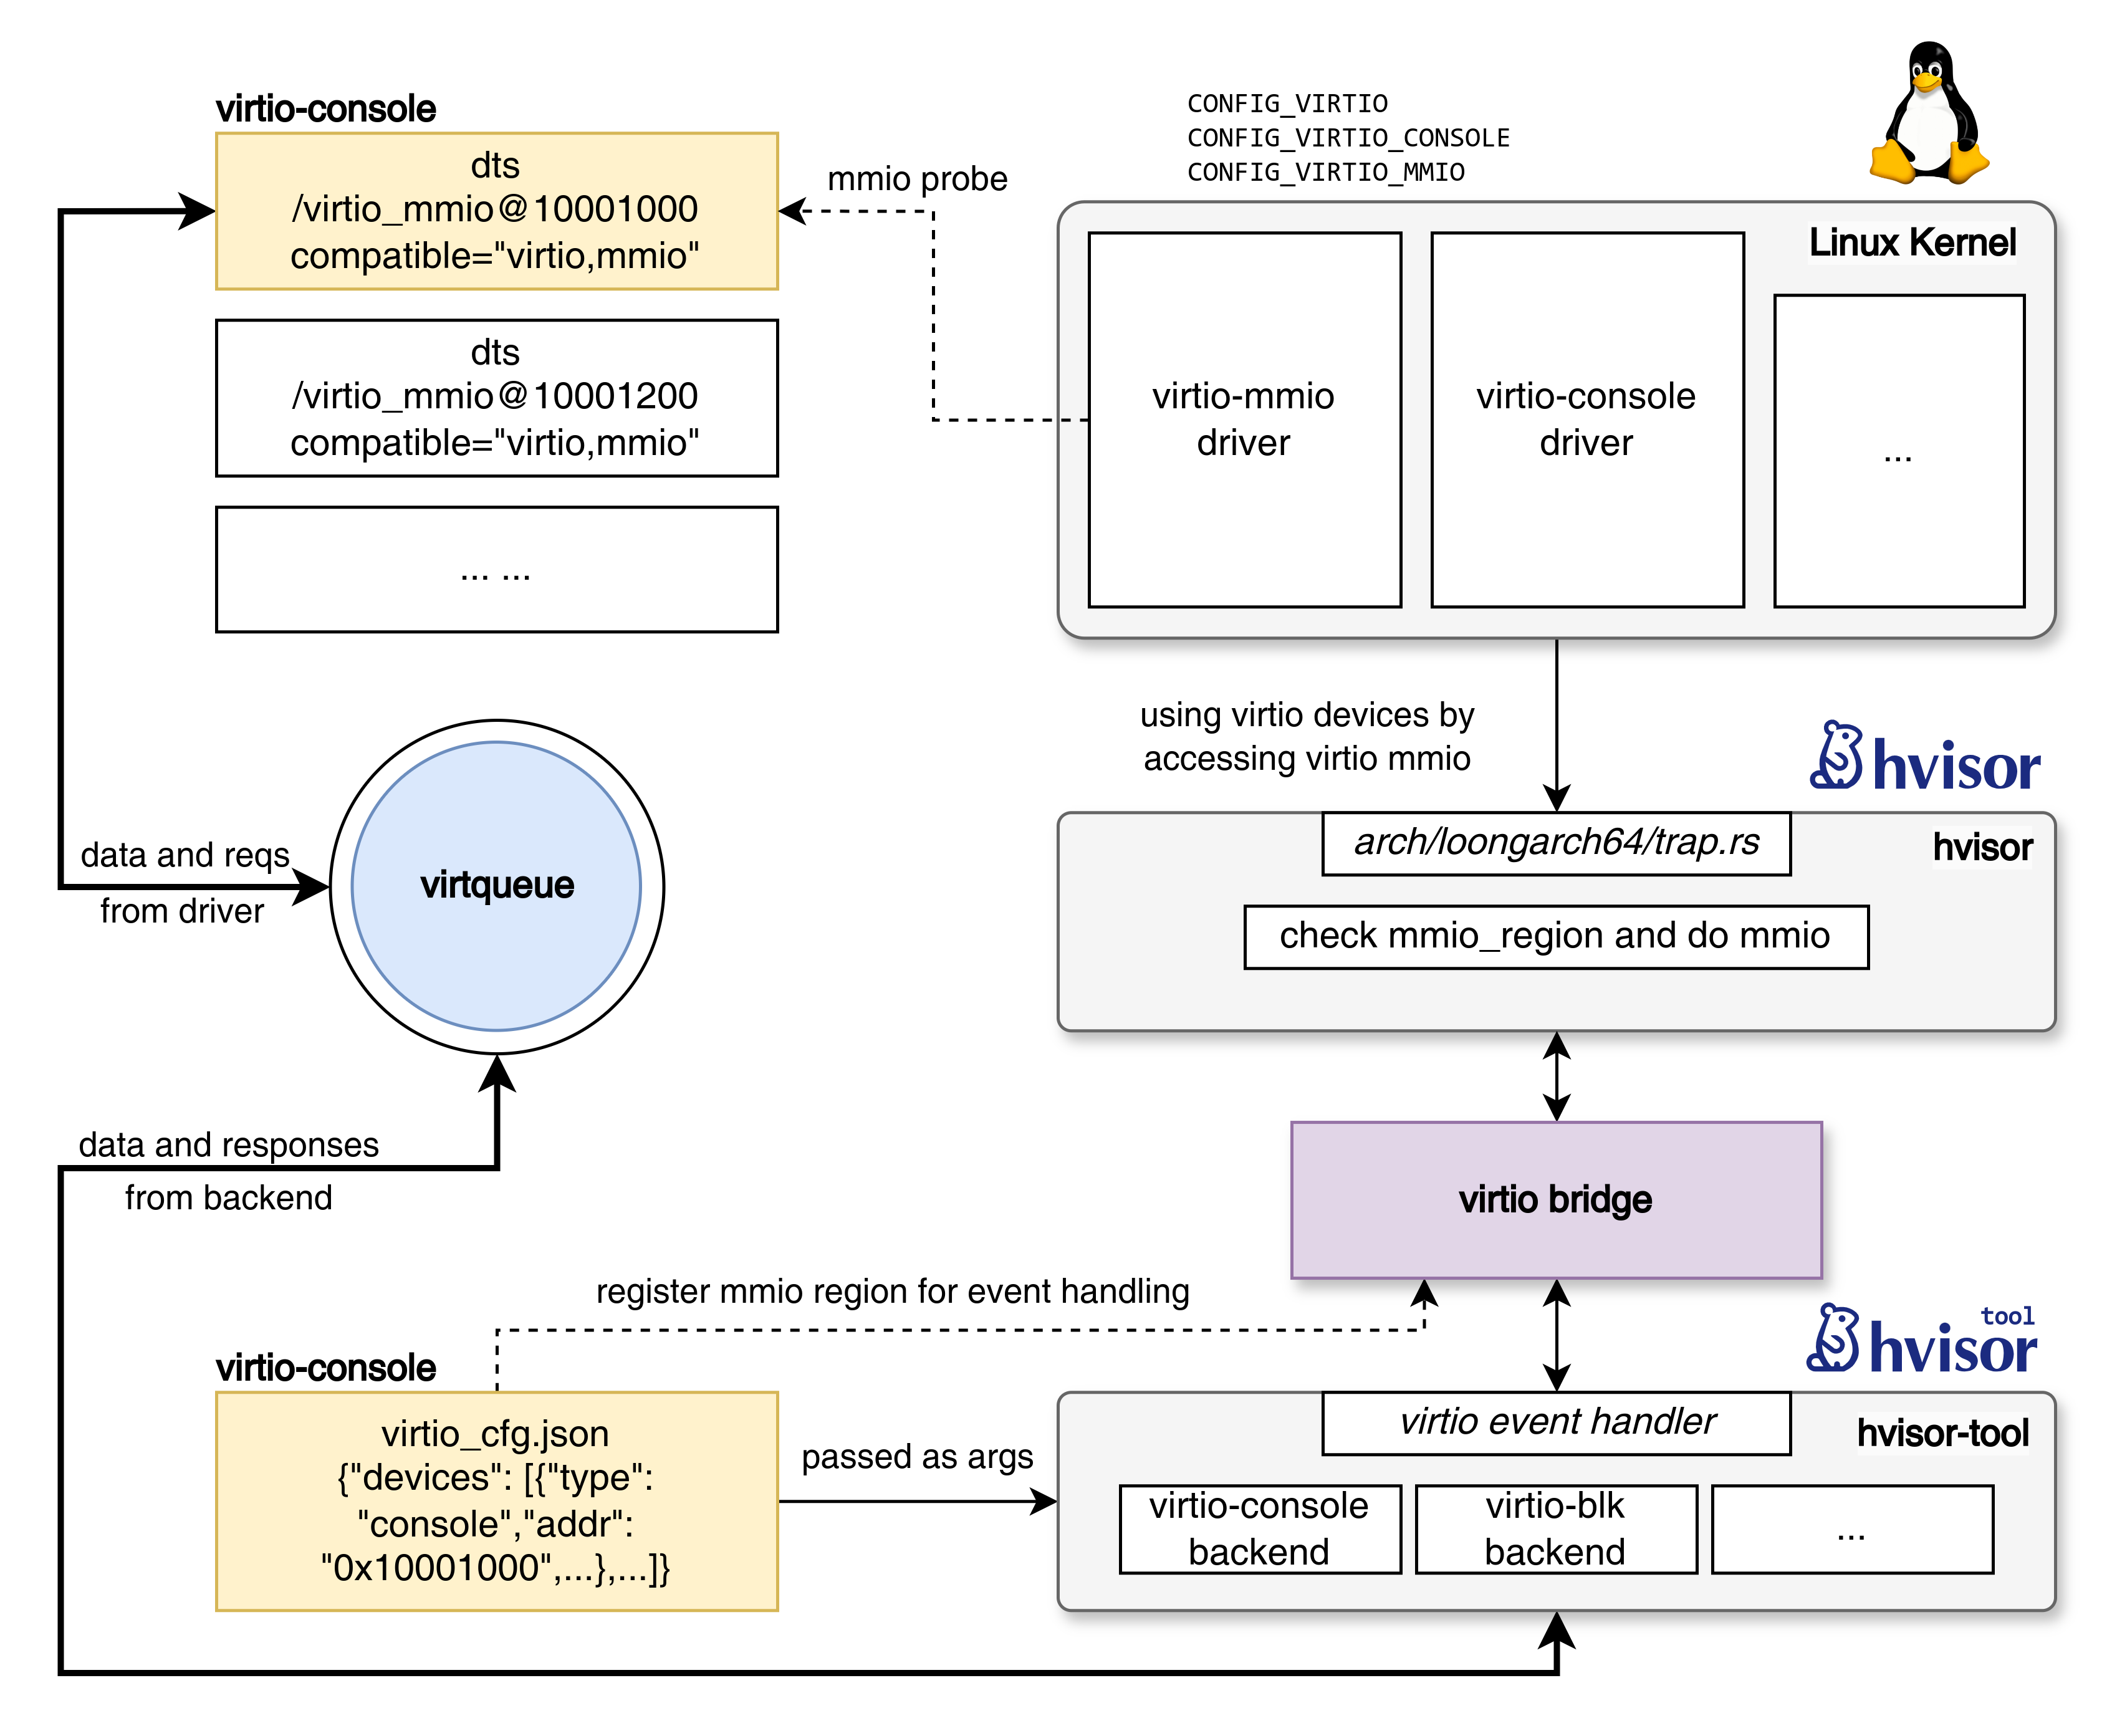 virtio-console
dts
/virtio_mmio@10001000
compatible="virtio,mmio"
dts
/virtio_mmio@10001200
compatible="virtio,mmio"
... ...
mmio probe
CONFIG_VIRTIO
CONFIG_VIRTIO_CONSOLE
CONFIG_VIRTIO_MMIO
Linux Kernel
virtio-mmio
driver
virtio-console
driver
...
using virtio devices by
accessing virtio mmio
hvisor
arch/loongarch64/trap.rs
hvisor
check mmio_region and do mmio
data and reqs
from driver
virtqueue
data and responses
from backend
virtio bridge
register mmio region for event handling
tool
hvisor
virtio-console
virtio_cfg.json
{"devices": [{"type":
"console","addr":
"0x10001000",...},...]}
passed as args
virtio event handler
hvisor-tool
virtio-console
backend
virtio-blk
backend
...